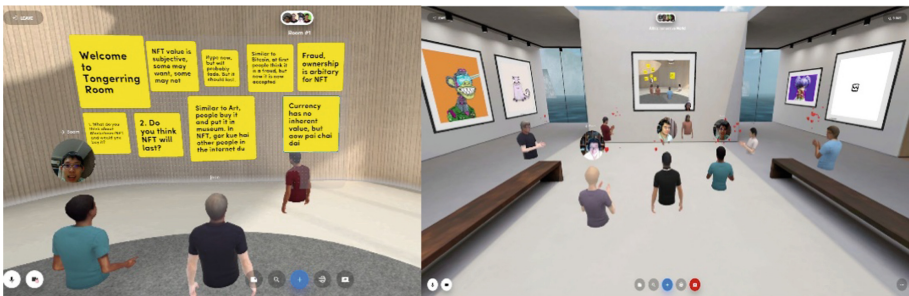 LEAVE
Room #1
Welcome
to
Tongerring
Room
NFT value is
subjective,
some may
want, some
may not
Hype now,
but will
probably
fade. But it
should last
Similar to
Bitcoin, at first
people think it
is a fraud, but
now it is now
accepted
Fraud,
ownership
is arbitary
for NFT
1. What do you
think about
2. Do
you think
NFT will
last?
Similar to Art,
people buy it
and put it in
museum. In
NFT, gor kue hai
other people in
the internet du
Currency
has no
inherent
value, but
aow pai chai
dai